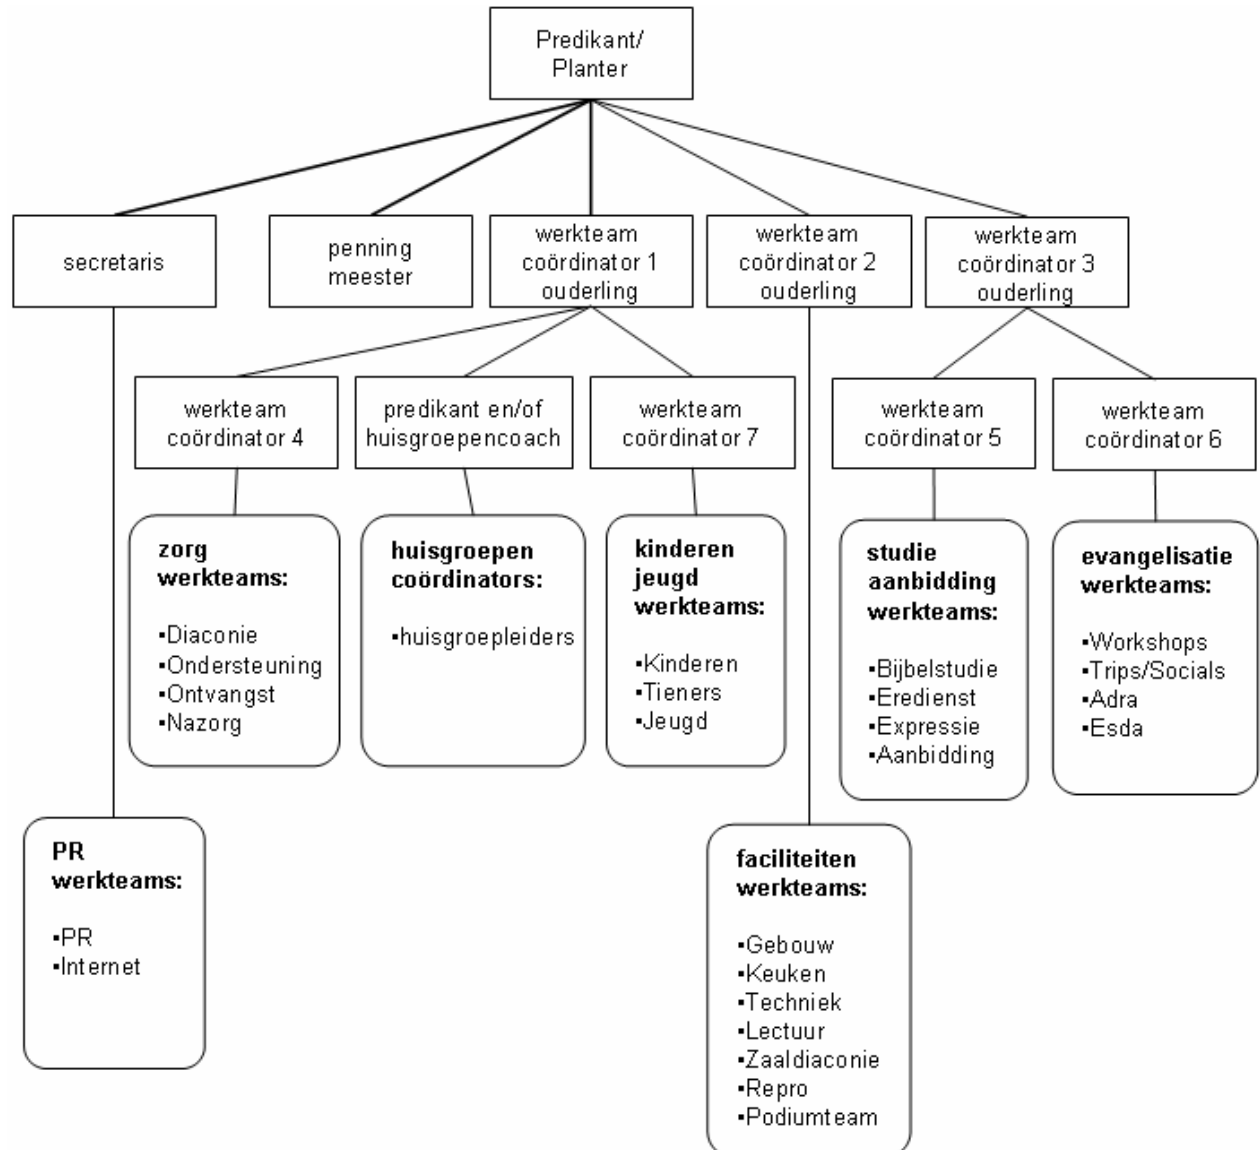 Predikant/
Planter
secretaris
penning
meester
werkteam
coördinator 1
ouderling
werkteam
coördinator 2
ouderling
werkteam
coördinator 3
ouderling
werkteam
coördinator 4
predikant en/of
huisgroepencoach
werkteam
coördinator 7
werkteam
coördinator 5
werkteam
coördinator 6
zorg
werkteams:
▪Diaconie
▪Ondersteuning
▪Ontvangst
▪Nazorg
huisgroepen
coördinators:
▪huisgroepleiders
kinderen
jeugd
werkteams:
▪Kinderen
▪Tieners
▪Jeugd
studie
aanbidding
werkteams:
▪Bijbelstudie
▪Eredienst
▪Expressie
▪Aanbidding
evangelisatie
werkteams:
▪Workshops
▪Trips/Socials
▪Adra
▪Esda
PR
werkteams:
▪PR
▪Internet
faciliteiten
werkteams:
▪Gebouw
▪Keuken
▪Techniek
▪Lectuur
▪Zaaldiaconie
▪Repro
▪Podiumteam